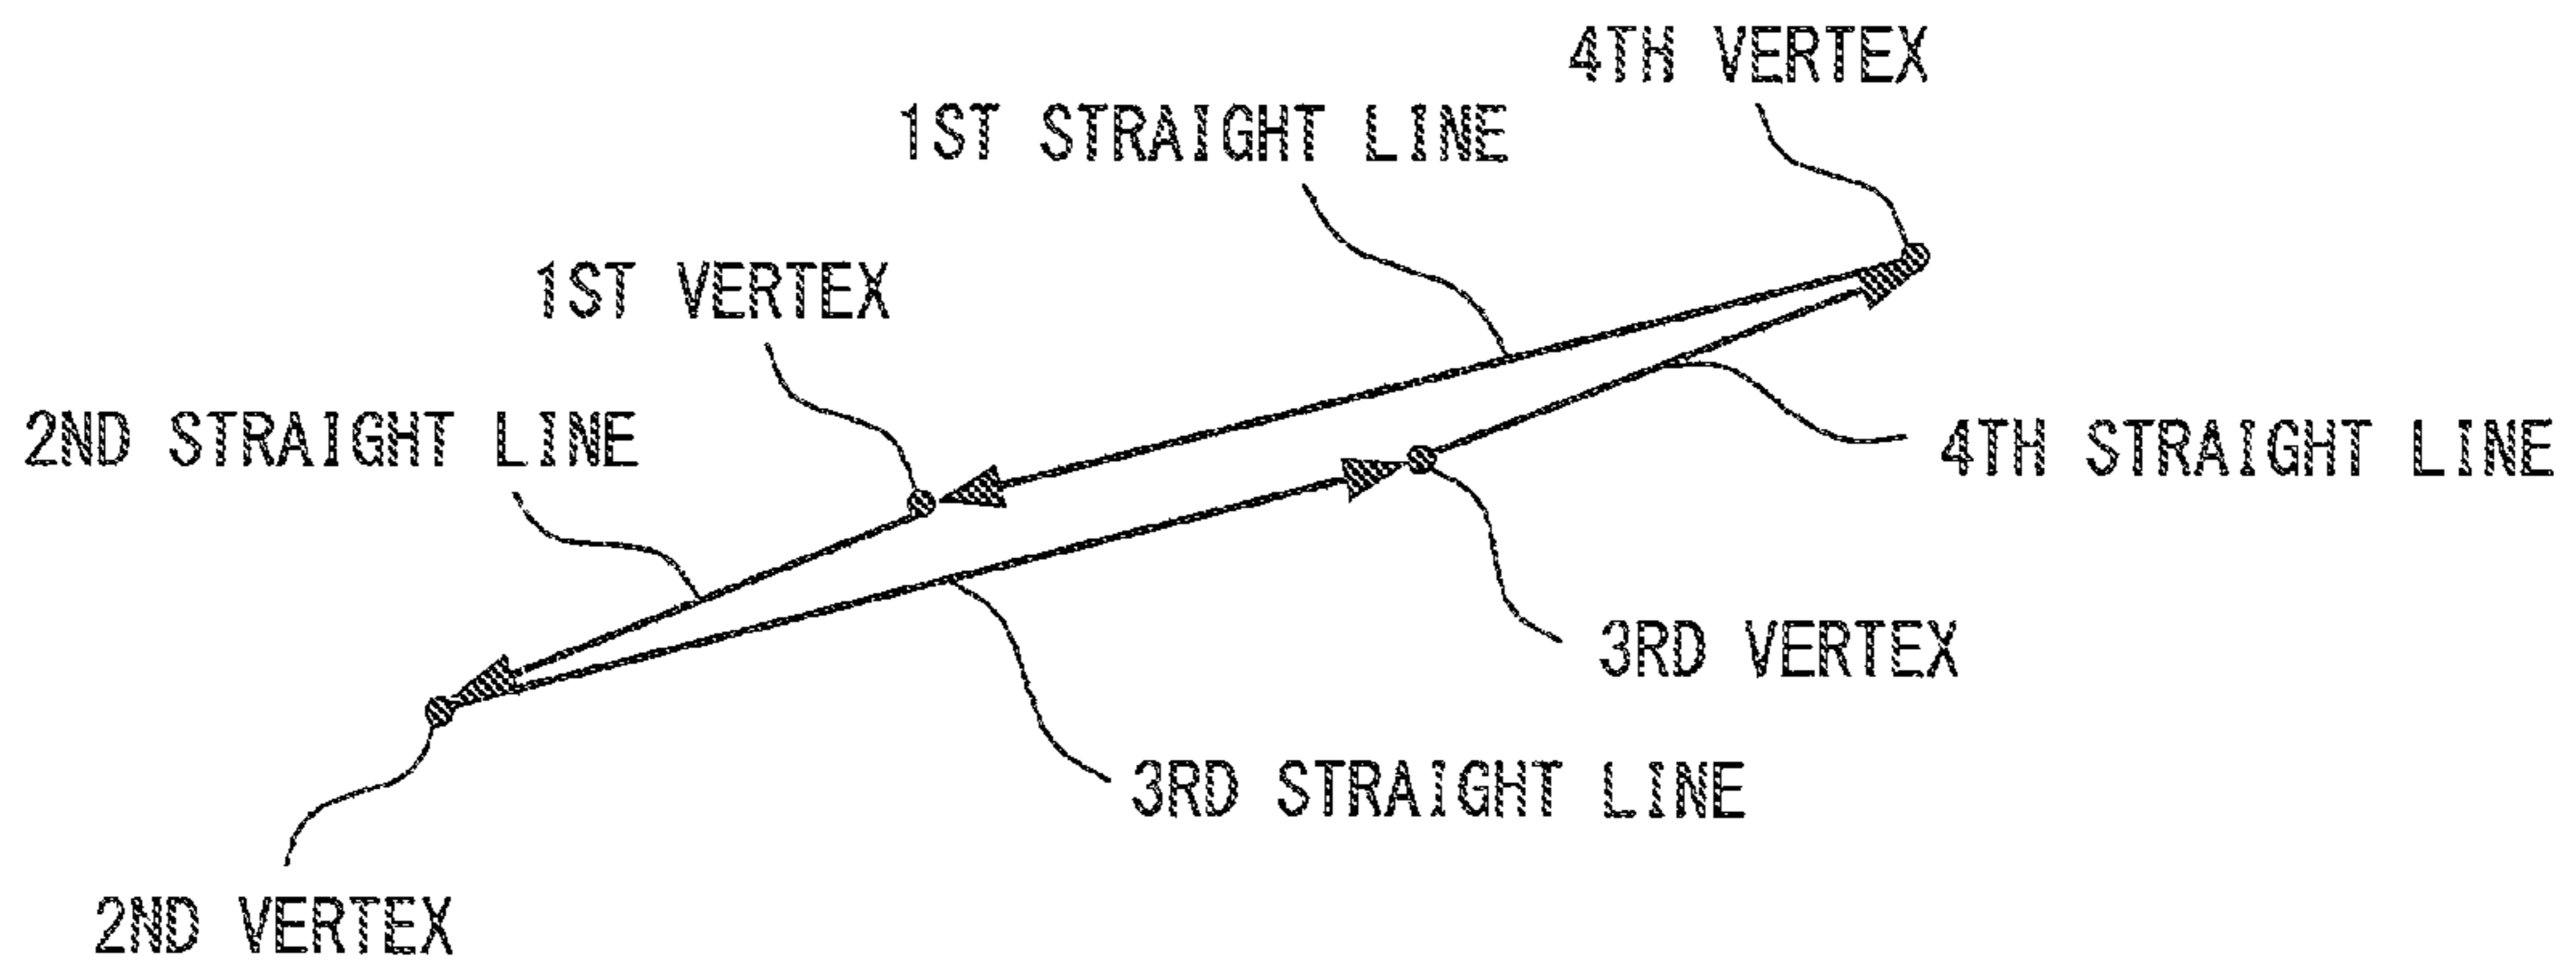 4TH VERTEX
1ST STRAIGHT LINE
1ST VERTEX
2ND STRAIGHT LINE
4TH STRAIGHT LINE
3RD VERTEX
3RD STRAIGHT LINE
2ND VERTEX